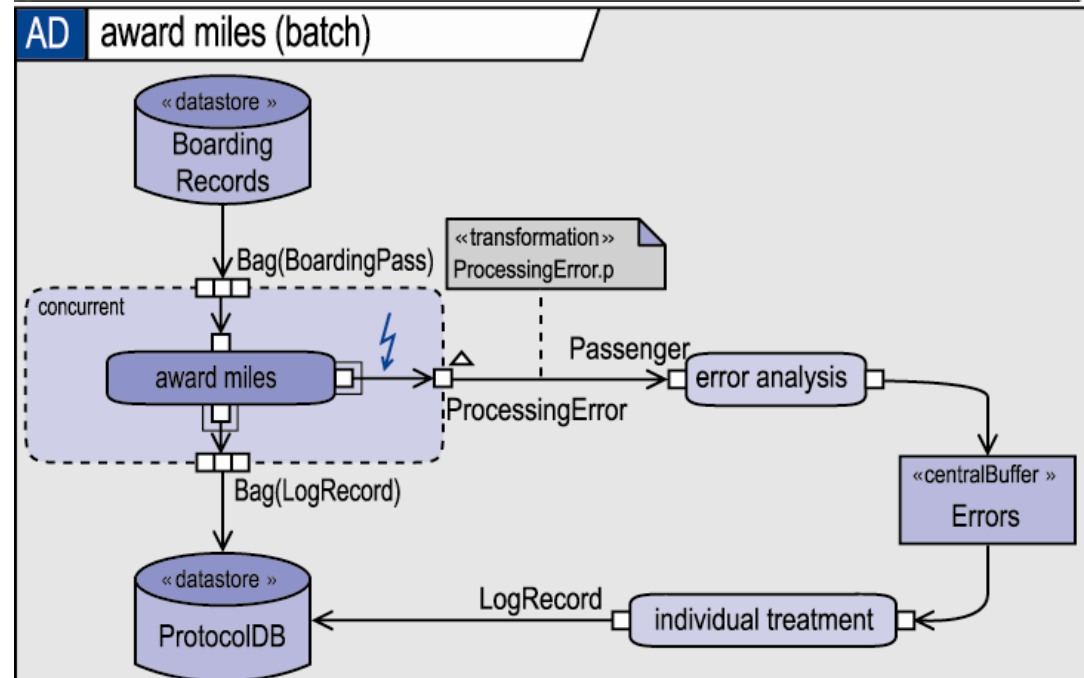 AD award miles (batch)
« datastore »
Boarding
Records
Bag(BoardingPass)
«transformation»
ProcessingError.p
concurrent
award miles
Passenger
error analysis
ProcessingError
Bag(LogRecord)
«centralBuffer »
Errors
« datastore »
ProtocolDB
LogRecord
individual treatment